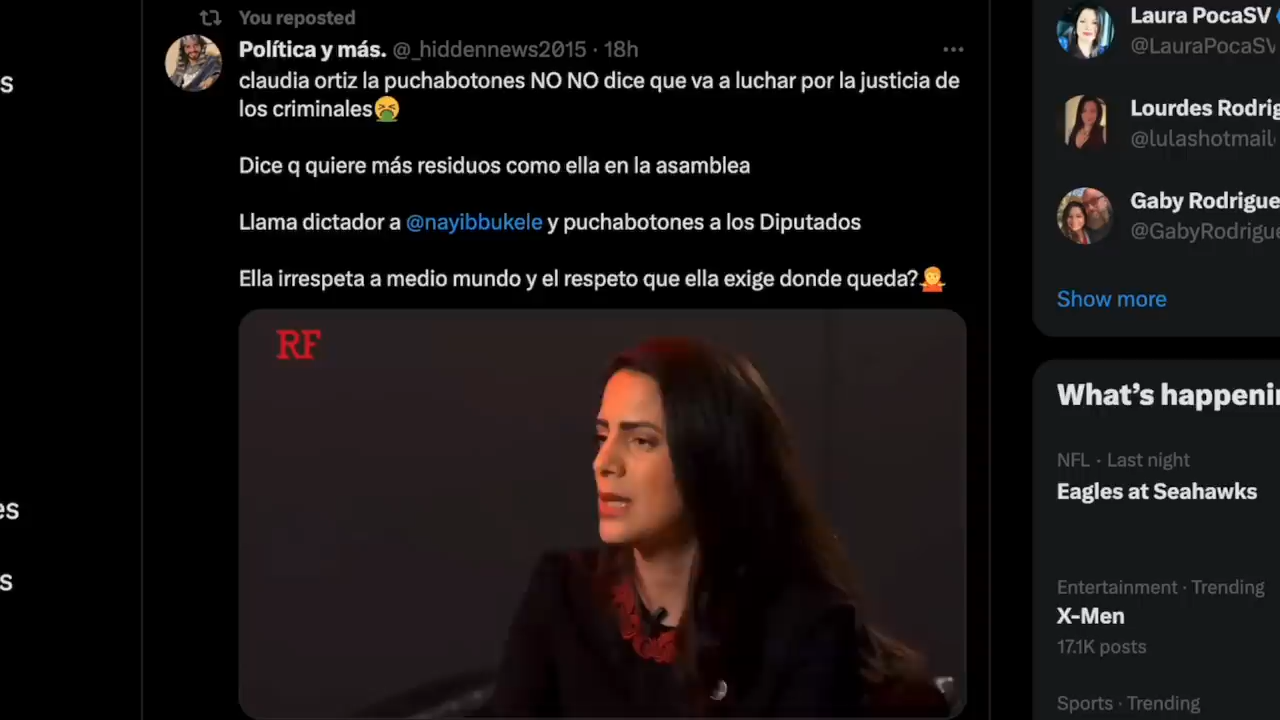 You reposted
Política y más. @_hiddennews2015 · 18h
claudia ortiz la puchabotones NO NO dice que va a luchar por la justicia de
los criminales🤮
Dice q quiere más residuos como ella en la asamblea
Llama dictador a @nayibbukele y puchabotones a los Diputados
Ella irrespeta a medio mundo y el respeto que ella exige donde queda?🤷
RF
s
es
s
Laura PocaSV
@LauraPocaSV
Lourdes Rodrig
@lulashotmail
Gaby Rodrigue
@GabyRodrigu
Show more
What's happenin
NFL · Last night
Eagles at Seahawks
Entertainment · Trending
X-Men
17.1K posts
Sports · Trending